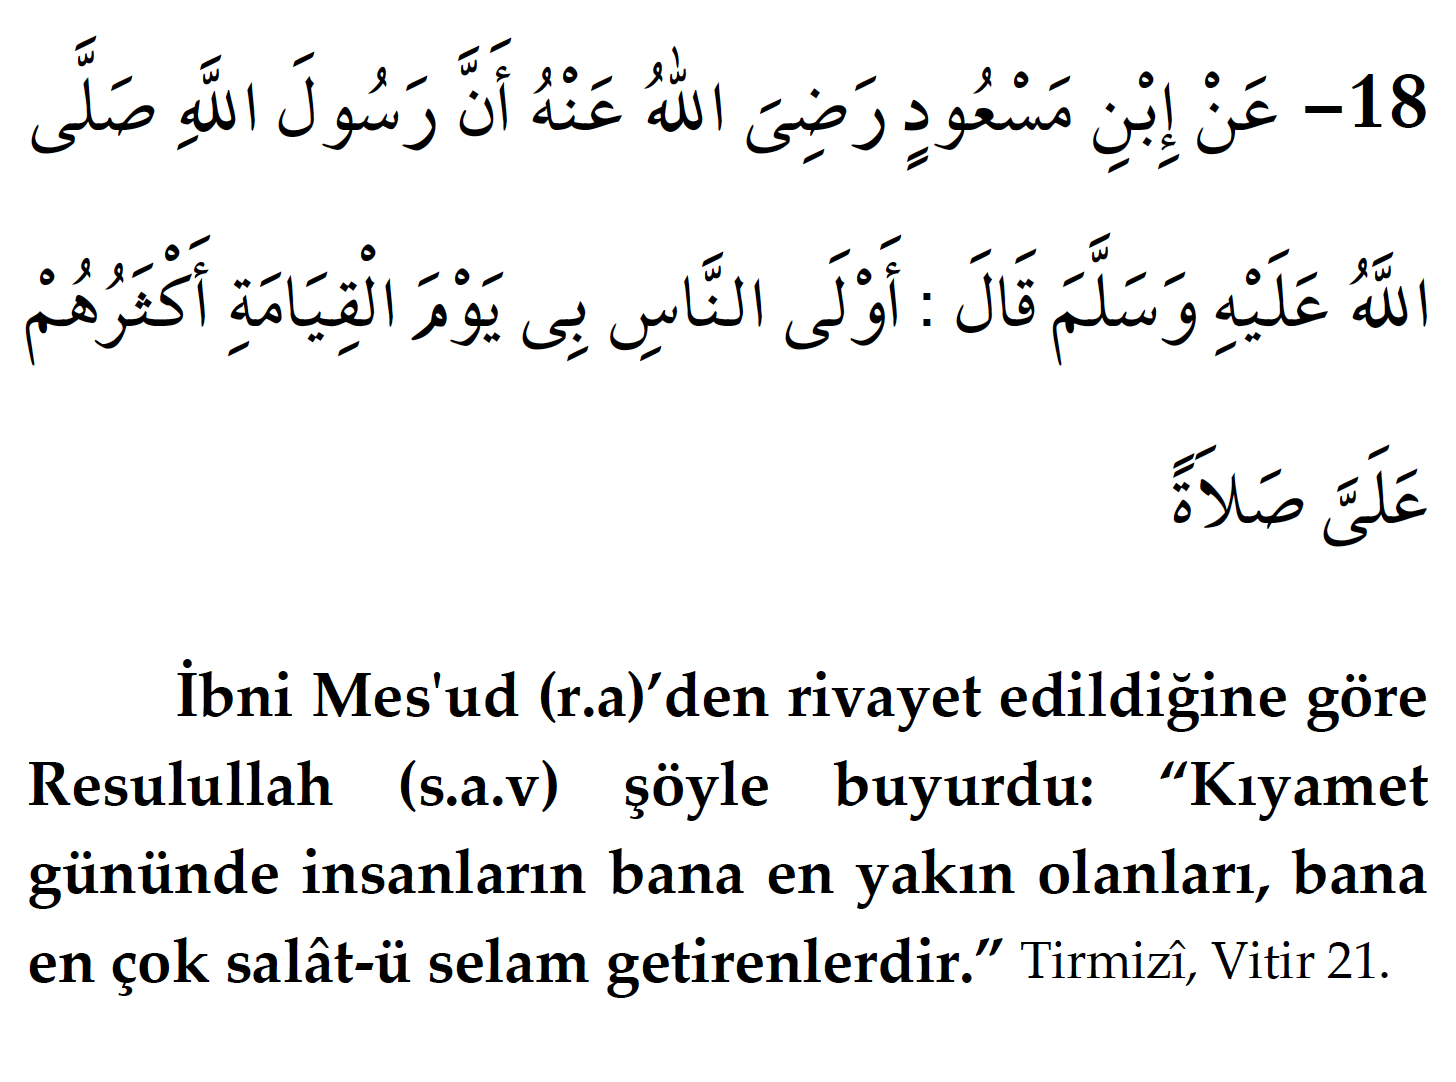 18– عَنْ إِبْنِ مَسْعُودٍ رَضِىَ اللهُ عَنْهُ أَنَّ رَسُولَ اللَّهِ صَلَّى
اللَّهُ عَلَيْهِ وَسَلَّمَ قَالَ : أَوْلَى النَّاسِ بِى يَوْمَ الْقِيَامَةِ أَكْثَرُهُمْ
عَلَىَّ صَلاَةً
İbni Mes'ud (r.a)’den rivayet edildiğine göre
Resulullah (s.a.v) şöyle buyurdu: “Kıyamet
gününde insanların bana en yakın olanları, bana
en çok salât-ü selam getirenlerdir.” Tirmizî, Vitir 21.